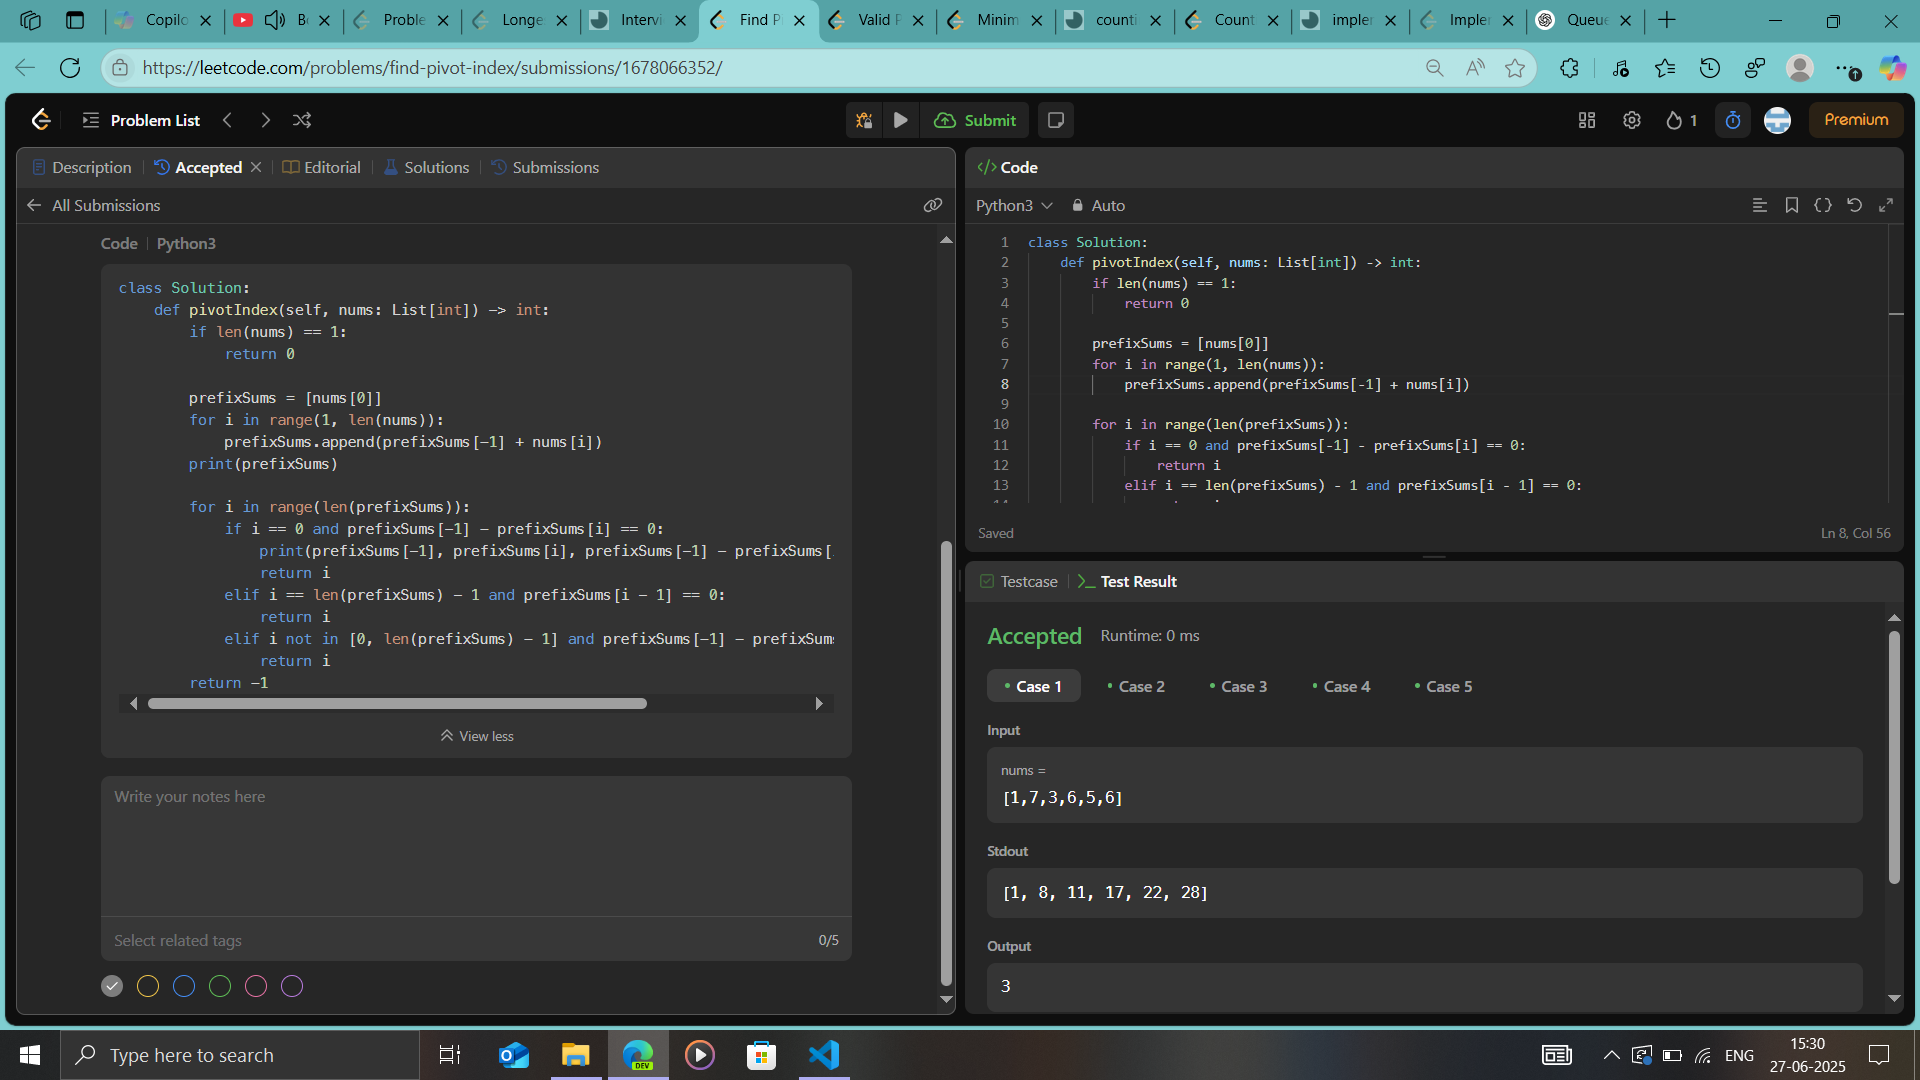 Copilo
Be
Proble
Longe
Intervi
Find P
Valid P
Minim
counti
Count
implem
Implem
Queue
https://leetcode.com/problems/find-pivot-index/submissions/1678066352/
Problem List
Submit
1
Premium
Description
Accepted
Editorial
Solutions
Submissions
All Submissions
Code
Python3
class Solution:
def pivotIndex(self, nums: List[int]) -> int:
if len(nums) == 1:
return 0
prefixSums = [nums[0]]
for i in range(1, len(nums)):
prefixSums.append(prefixSums[-1] + nums[i])
print(prefixSums)
for i in range(len(prefixSums)):
if i == 0 and prefixSums[-1] - prefixSums[i] == 0:
print(prefixSums[-1], prefixSums[i], prefixSums[-1] - prefixSums[
return i
elif i == len(prefixSums) - 1 and prefixSums[i - 1] == 0:
return i
elif i not in [0, len(prefixSums) - 1] and prefixSums[-1] - prefixSums
return i
return -1
View less
Write your notes here
Select related tags
0/5
Code
Python3
Auto
1 class Solution:
2 def pivotIndex(self, nums: List[int]) -> int:
3 if len(nums) == 1:
4 return 0
5
6 prefixSums = [nums[0]]
7 for i in range(1, len(nums)):
8 prefixSums.append(prefixSums[-1] + nums[i])
9
10 for i in range(len(prefixSums)):
11 if i == 0 and prefixSums[-1] - prefixSums[i] == 0:
12 return i
13 elif i == len(prefixSums) - 1 and prefixSums[i - 1] == 0:
Saved
Ln 8, Col 56
Testcase
Test Result
Accepted
Runtime: 0 ms
Case 1
Case 2
Case 3
Case 4
Case 5
Input
nums =
[1,7,3,6,5,6]
Stdout
[1, 8, 11, 17, 22, 28]
Output
3
Type here to search
DEV
ENG
15:30
27-06-2025